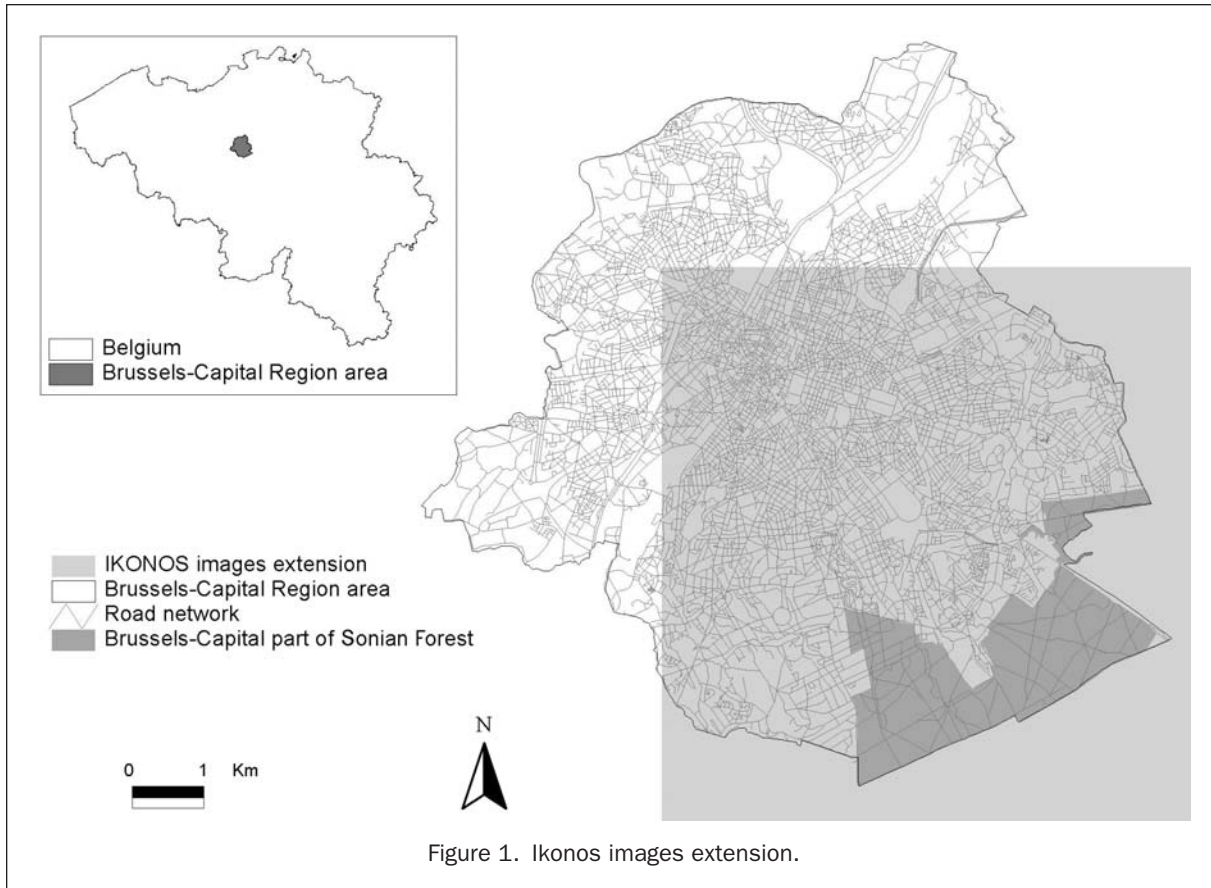 Belgium
Brussels-Capital Region area
IKONOS images extension
Brussels-Capital Region area
Road network
Brussels-Capital part of Sonian Forest
0 1 Km
N
Figure 1. Ikonos images extension.